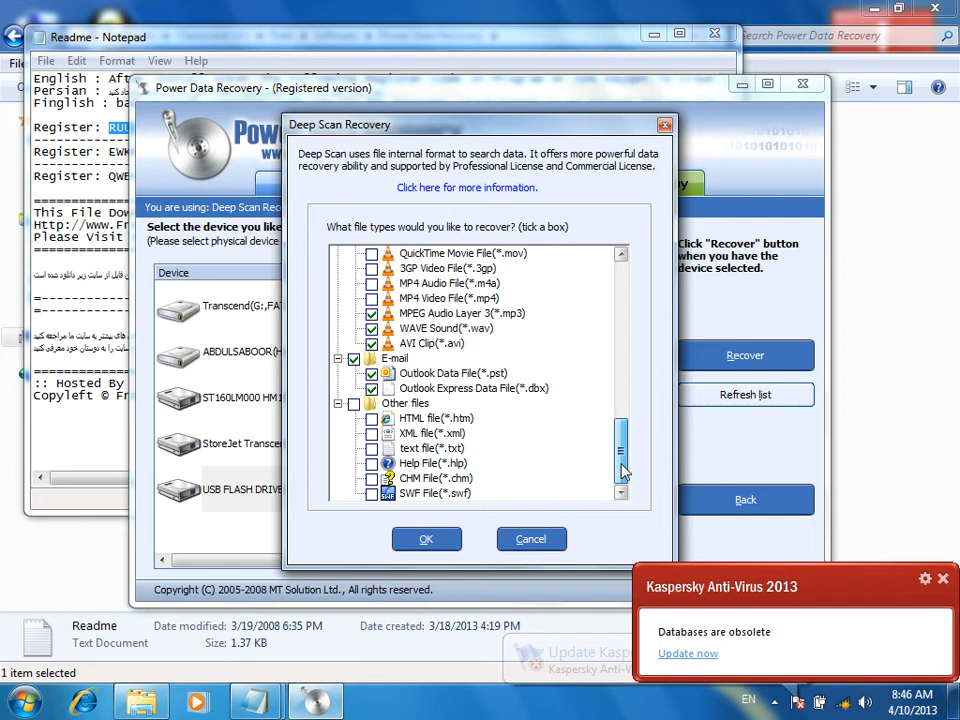 Search Power Data Recovery
Readme - Notepad
File Edit Format View Help
English :
Persian :
Finglish :
Register: RUU
Register: EWK
Register: QWE
This File Dow
Http://www.Fr
Please Visit
:: Hosted By
Copyleft © Fr
Power Data Recovery - (Registered version)
You are using: Deep Scan Rec
Select the device you like
(Please select physical device
Device
Transcend(G:,FAT
ABDULSABOOR(H
ST160LM000 HM1
StoreJet Transcen
USB FLASH DRIVE
Click "Recover" button
when you have the
device selected.
Recover
Refresh list
Back
Copyright (C) 2005-2008 MT Solution Ltd., All rights reserved.
Deep Scan Recovery
Deep Scan uses file internal format to search data. It offers more powerful data
recovery ability and supported by Professional License and Commercial License.
Click here for more information.
What file types would you like to recover? (tick a box)
QuickTime Movie File(*.mov)
3GP Video File(*.3gp)
MP4 Audio File(*.m4a)
MP4 Video File(*.mp4)
MPEG Audio Layer 3(*.mp3)
WAVE Sound(*.wav)
AVI Clip(*.avi)
E-mail
Outlook Data File(*.pst)
Outlook Express Data File(*.dbx)
Other files
HTML file(*.htm)
XML file(*.xml)
text file(*.txt)
Help File(*.hlp)
CHM File(*.chm)
SWF File(*.swf)
OK
Cancel
Kaspersky Anti-Virus 2013
Databases are obsolete
Update now
Update Kasp
Kaspersky Anti-V
Readme
Text Document
Date modified: 3/19/2008 6:35 PM
Size: 1.37 KB
Date created: 3/18/2013 4:19 PM
1 item selected
EN
8:46 AM
4/10/2013